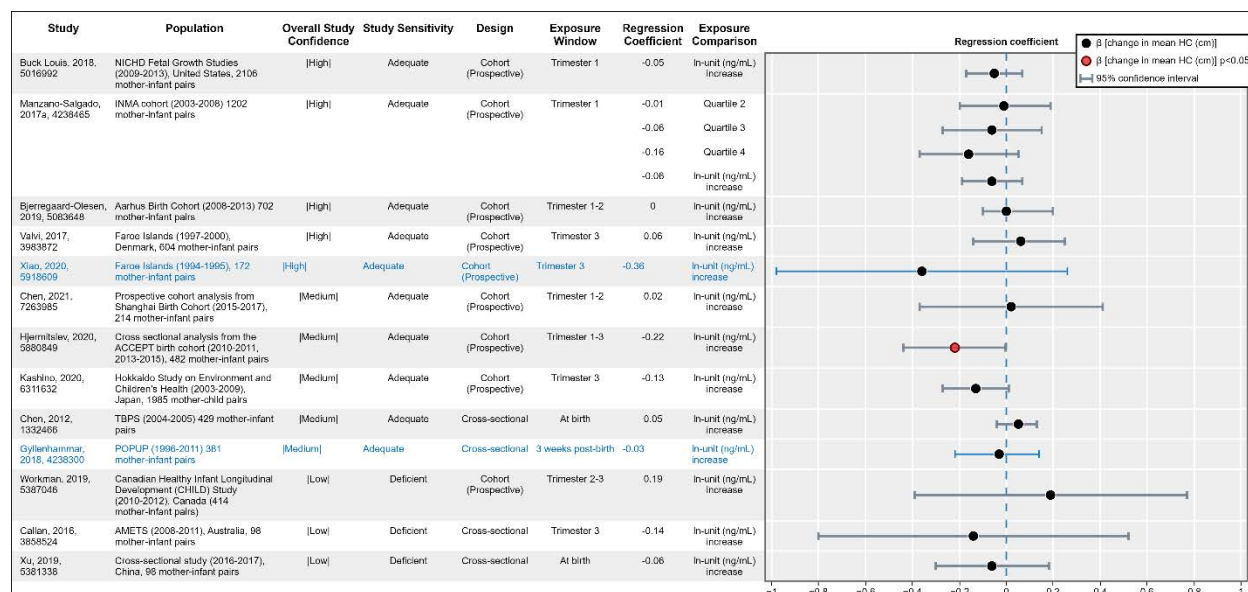 Study Population Overall Study Confidence Study Sensitivity Design Exposure Window Regression Coefficient Exposure Comparison
Regression coefficient
β [change in mean HC (cm)]
β [change in mean HC (cm)] p<0.05
95% confidence interval
Buck Louis, 2018, NICHD Fetal Growth Studies |High| Adequate Cohort Trimester 1 -0.05 ln-unit (ng/mL)
5016992 (2009-2013), United States, 2106 (Prospective) increase
mother-infant pairs
Manzano-Salgado, INMA cohort (2003-2008) 1202 |High| Adequate Cohort Trimester 1 -0.01 Quartile 2
2017a, 4238465 mother-infant pairs (Prospective)
-0.06 Quartile 3
-0.16 Quartile 4
-0.06 ln-unit (ng/mL)
increase
Bjerregaard-Olesen, Aarhus Birth Cohort (2008-2013) 702 |High| Adequate Cohort Trimester 1-2 0 ln-unit (ng/mL)
2019, 5083648 mother-infant pairs (Prospective) increase
Valvi, 2017, Faroe Islands (1997-2000), |High| Adequate Cohort Trimester 3 0.06 ln-unit (ng/mL)
3983872 Denmark, 604 mother-infant pairs (Prospective) increase
Xiao, 2020, Faroe Islands (1994-1995), 172 |High| Adequate Cohort Trimester 3 -0.36 ln-unit (ng/mL)
5918609 mother-infant pairs (Prospective) increase
Chen, 2021, Prospective cohort analysis from |Medium| Adequate Cohort Trimester 1-2 0.02 ln-unit (ng/mL)
7263985 Shanghai Birth Cohort (2015-2017), (Prospective) increase
214 mother-infant pairs
Hjermitslev, 2020, Cross sectional analysis from the |Medium| Adequate Cohort Trimester 1-3 -0.22 ln-unit (ng/mL)
5880849 ACCEPT birth cohort (2010-2011, (Prospective) increase
2013-2015), 482 mother-infant pairs
Kashino, 2020, Hokkaido Study on Environment and |Medium| Adequate Cohort Trimester 3 -0.13 ln-unit (ng/mL)
6311632 Children's Health (2003-2009), (Prospective) increase
Japan, 1985 mother-child pairs
Chen, 2012, TBPS (2004-2005) 429 mother-infant |Medium| Adequate Cross-sectional At birth 0.05 ln-unit (ng/mL)
1332466 pairs increase
Gyllenhammar, POPUP (1996-2011) 381 |Medium| Adequate Cross-sectional 3 weeks post-birth -0.03 ln-unit (ng/mL)
2018, 4238300 mother-infant pairs increase
Workman, 2019, Canadian Healthy Infant Longitudinal |Low| Deficient Cohort Trimester 2-3 0.19 ln-unit (ng/mL)
5387046 Development (CHILD) Study (Prospective) increase
(2010-2012), Canada (414
mother-infant pairs)
Callan, 2016, AMETS (2008-2011), Australia, 98 |Low| Deficient Cross-sectional Trimester 3 -0.14 ln-unit (ng/mL)
3858524 mother-infant pairs increase
Xu, 2019, Cross-sectional study (2016-2017), |Low| Deficient Cross-sectional At birth -0.06 ln-unit (ng/mL)
5381338 China, 98 mother-infant pairs increase
-1 -0.8 -0.6 -0.4 -0.2 0 0.2 0.4 0.6 0.8 1